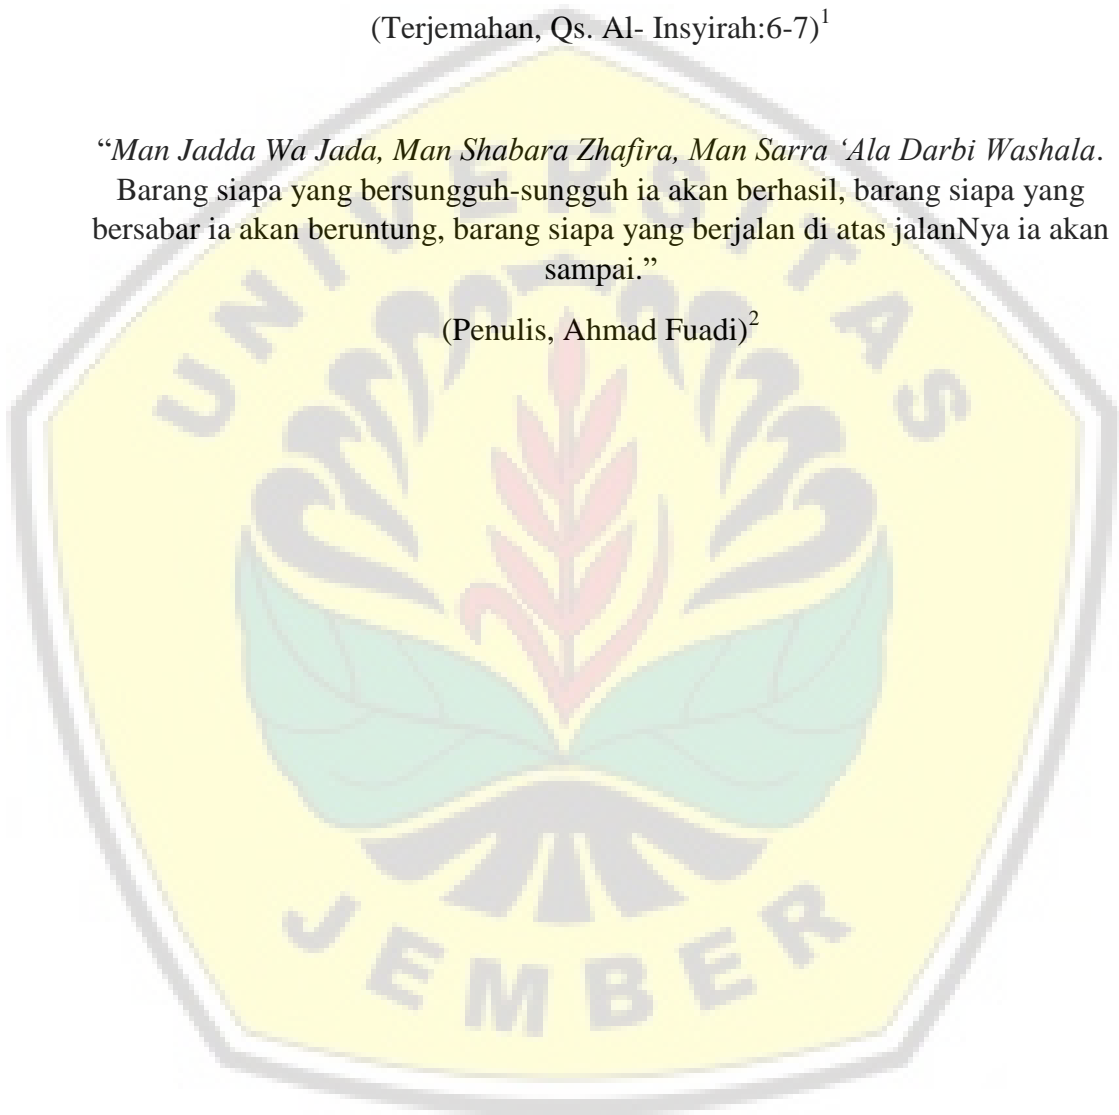 (Terjemahan, Qs. Al- Insyirah:6-7)1
“Man Jadda Wa Jada, Man Shabara Zhafira, Man Sarra ‘Ala Darbi Washala.
Barang siapa yang bersungguh-sungguh ia akan berhasil, barang siapa yang
bersabar ia akan beruntung, barang siapa yang berjalan di atas jalanNya ia akan
sampai.”
(Penulis, Ahmad Fuadi)2
UNIVERSITAS
JEMBER